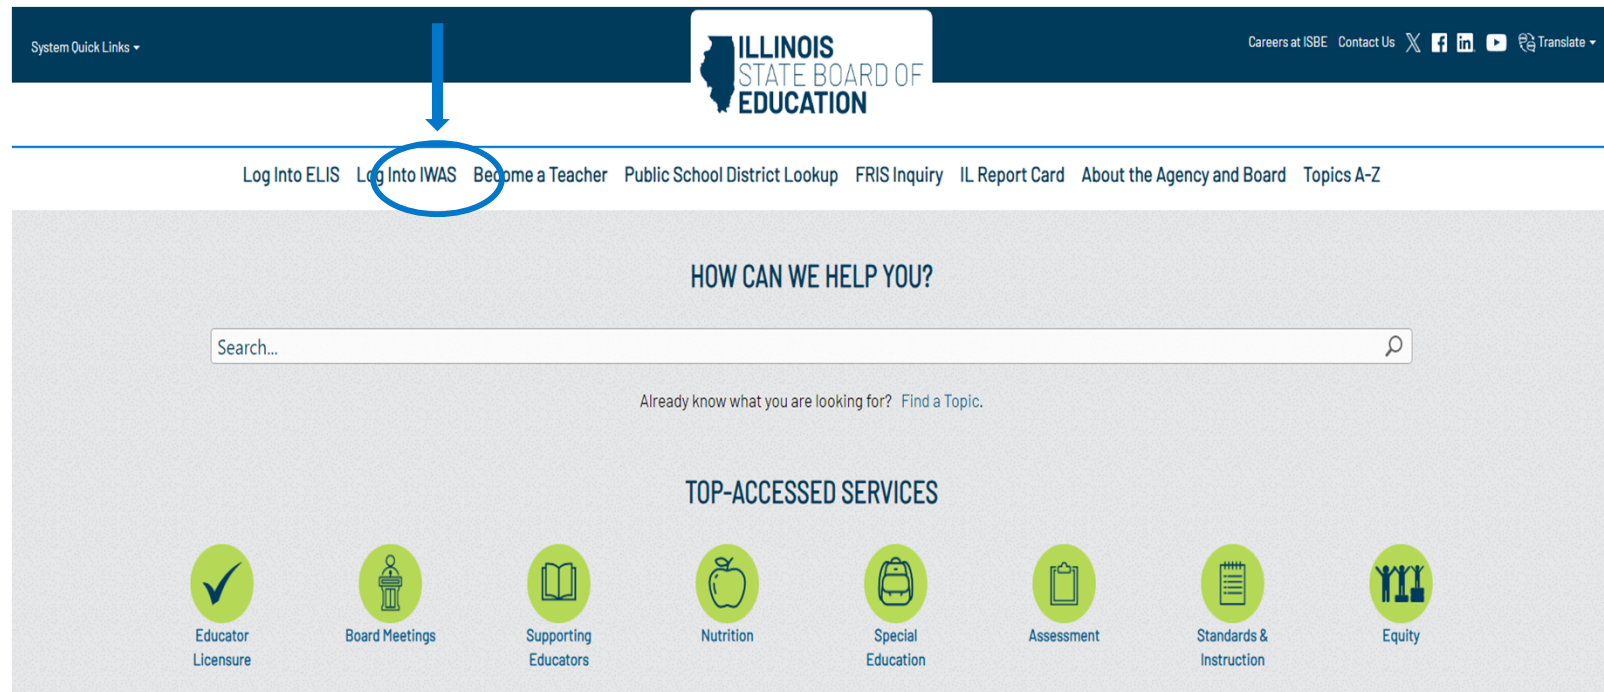 System Quick Links
ILLINOIS
STATE BOARD OF
EDUCATION
Careers at ISBE Contact Us Translate
Log Into ELIS Log Into IWAS Become a Teacher Public School District Lookup FRIS Inquiry IL Report Card About the Agency and Board Topics A-Z
HOW CAN WE HELP YOU?
Search...
Already know what you are looking for? Find a Topic.
TOP-ACCESSED SERVICES
Educator
Licensure
Board Meetings
Supporting
Educators
Nutrition
Special
Education
Assessment
Standards &
Instruction
Equity